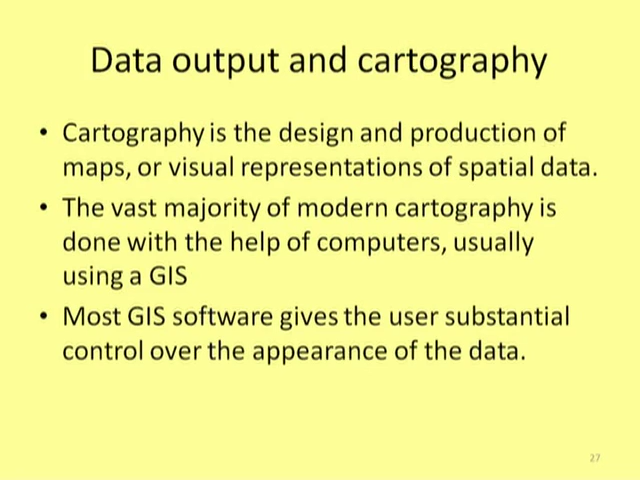 Data output and cartography
• Cartography is the design and production of
maps, or visual representations of spatial data.
• The vast majority of modern cartography is
done with the help of computers, usually
using a GIS
• Most GIS software gives the user substantial
control over the appearance of the data.
27